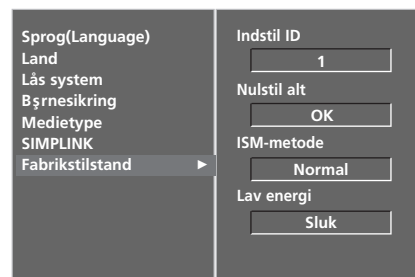 Sprog(Language)
Land
Lås system
Bşrnesikring
Medietype
SIMPLINK
Fabrikstilstand ►
Indstil ID
1
Nulstil alt
OK
ISM-metode
Normal
Lav energi
Sluk